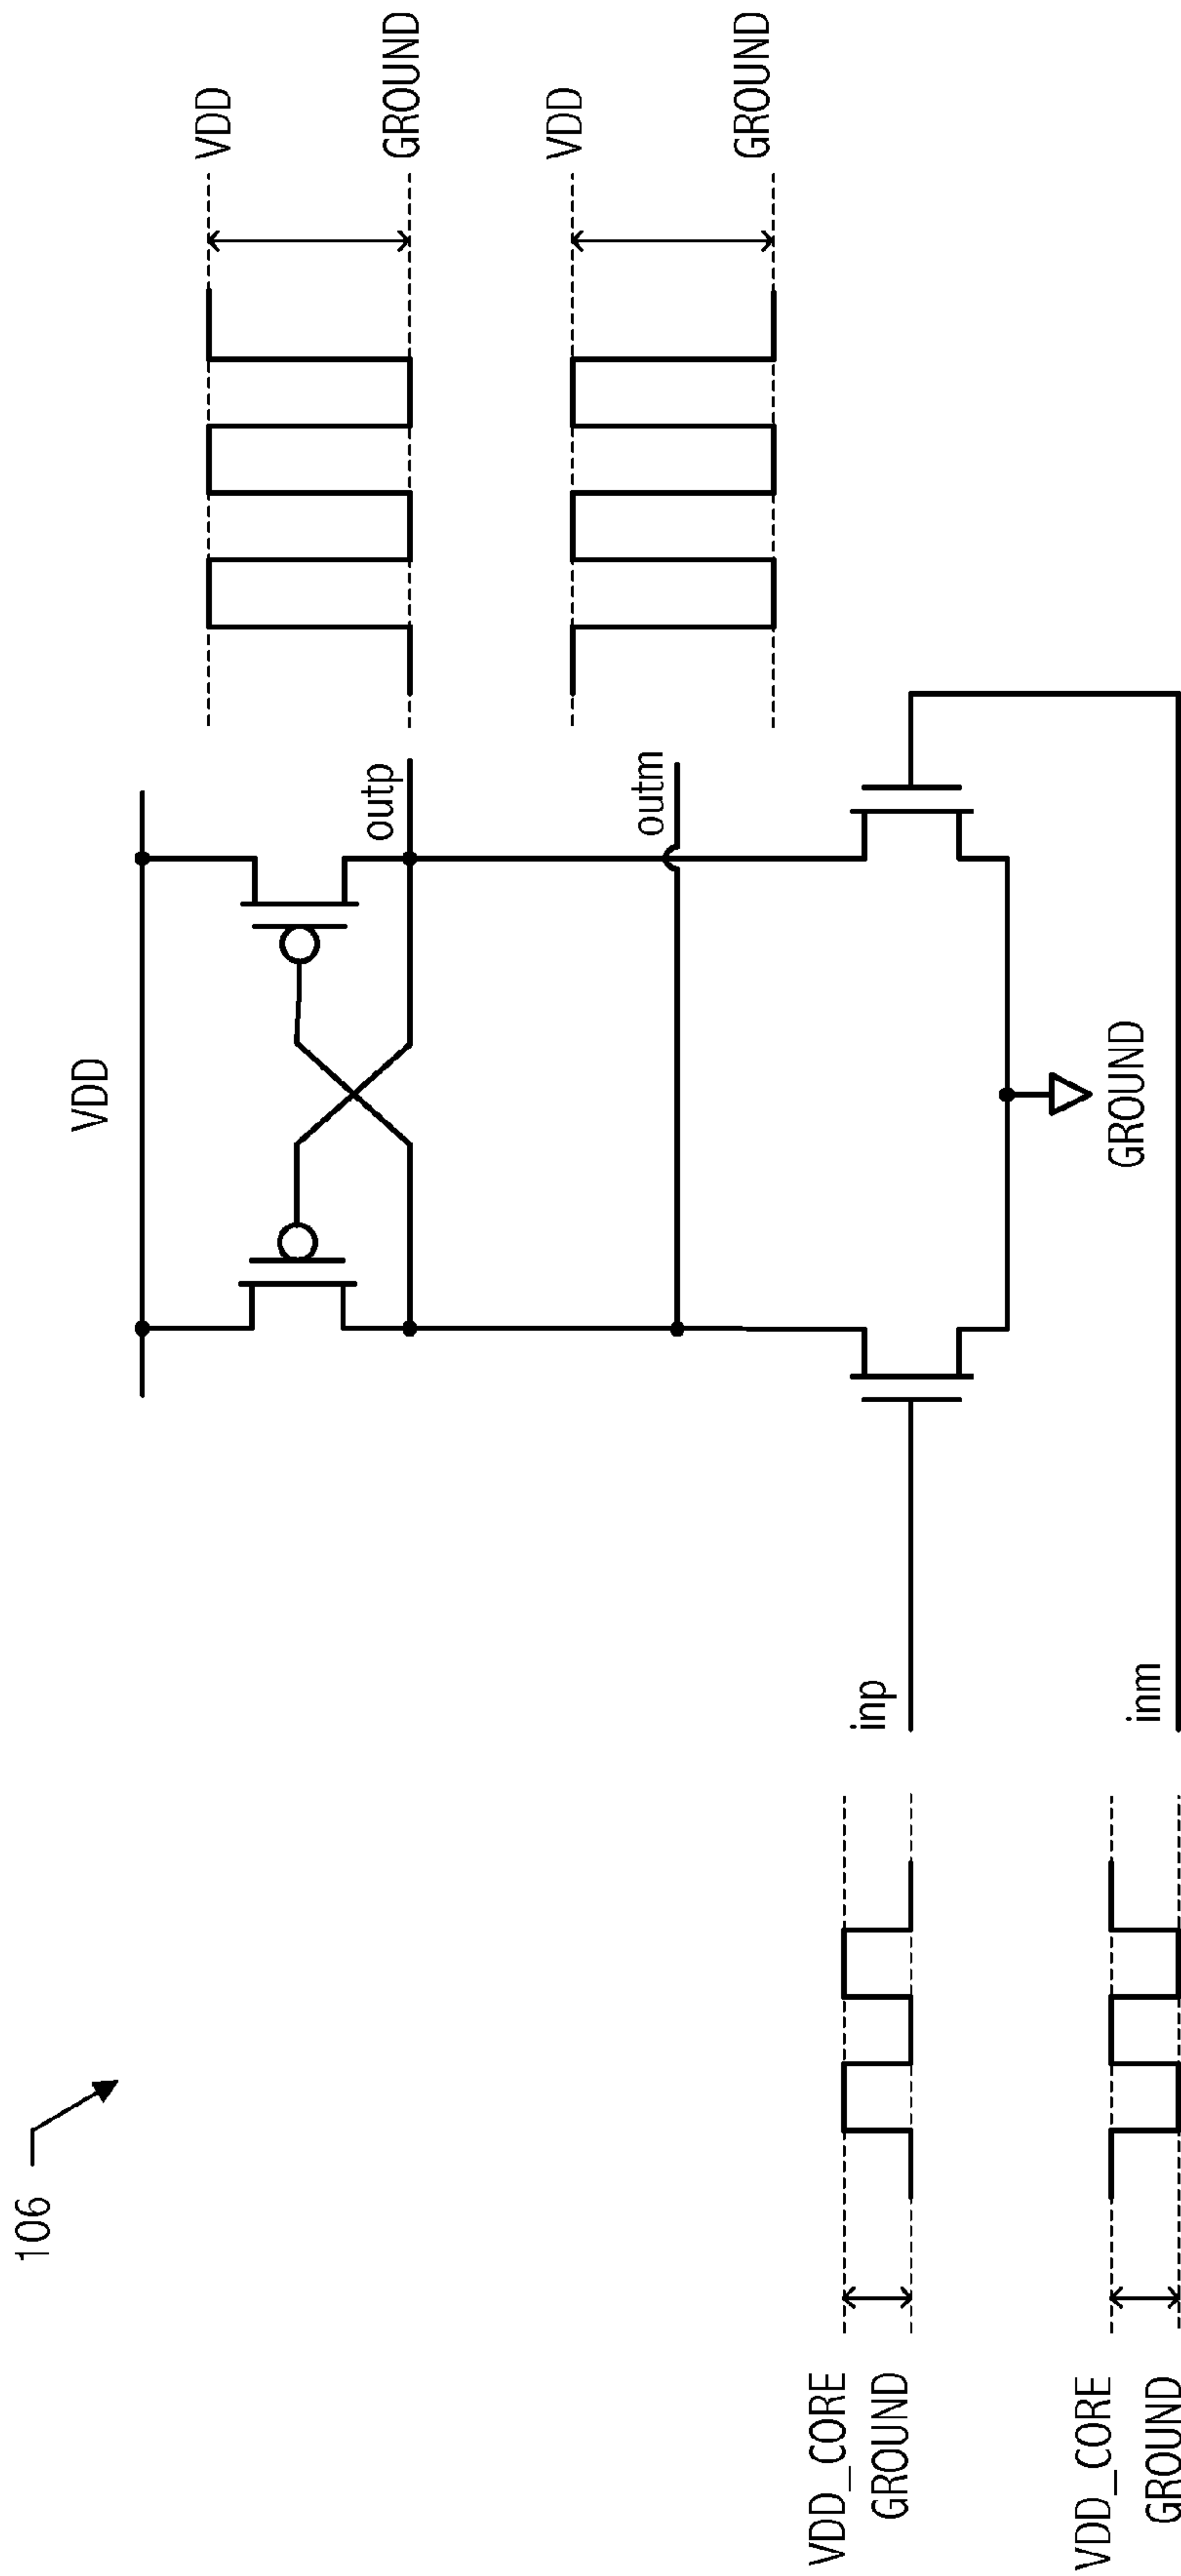 106
VDD
outp
outm
VDD
GROUND
VDD
GROUND
VDD_CORE
GROUND
inp
VDD_CORE
GROUND
inm
GROUND